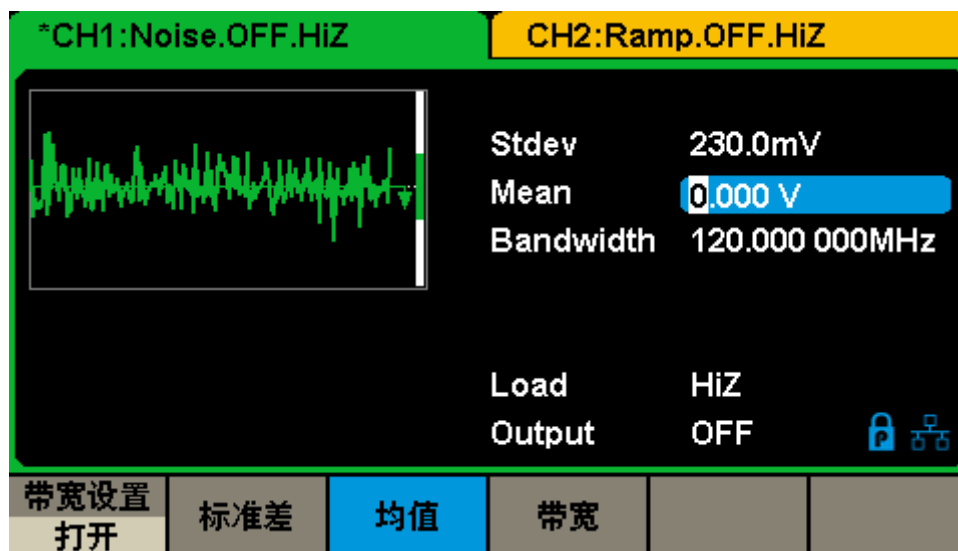 *CH1:Noise.OFF.HiZ
CH2:Ramp.OFF.HiZ
Stdev 230.0mV
Mean 0.000 V
Bandwidth 120.000 000MHz
Load HiZ
Output OFF
P
带宽设置
打开
标准差
均值
带宽